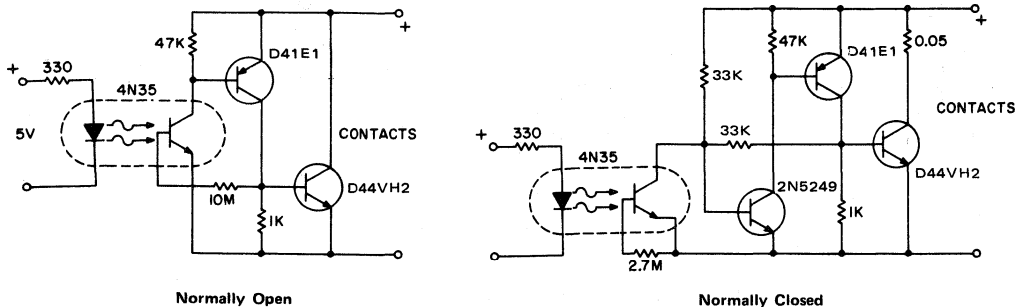 +
47K
D41E1
+
330
4N35
5V
CONTACTS
D44VH2
10M
1K
Normally Open
+
47K
D41E1
0.05
33K
CONTACTS
+
330
33K
4N35
D44VH2
2N5249
1K
2.7M
Normally Closed